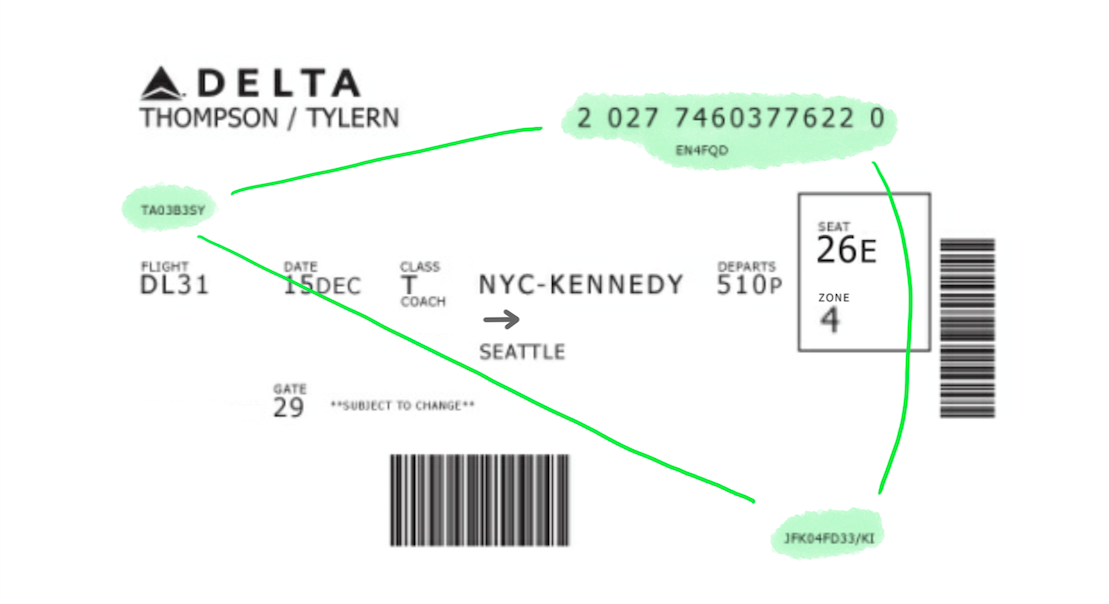 DELTA
THOMPSON / TYLERN
2 027 7460377622 0
EN4FQD
TA03B3SY
SEAT
26E
ZONE
4
FLIGHT
DL31
DATE
15DEC
CLASS
T
COACH
NYC-KENNEDY
→
SEATTLE
DEPARTS
510P
GATE
29
**SUBJECT TO CHANGE**
JFK04FD33/KI